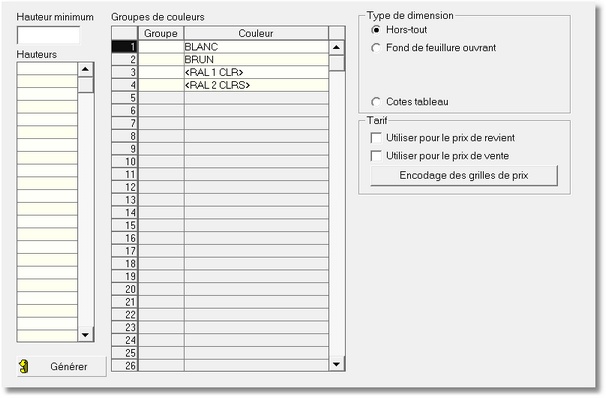 Hauteur minimum
Hauteurs
Générer
Groupes de couleurs
Groupe Couleur
1 BLANC
2 BRUN
3 <RAL 1 CLR>
4 <RAL 2 CLRS>
5
6
7
8
9
10
11
12
13
14
15
16
17
18
19
20
21
22
23
24
25
26
Type de dimension
Hors-tout
Fond de feuillure ouvrant
Cotes tableau
Tarif
Utiliser pour le prix de revient
Utiliser pour le prix de vente
Encodage des grilles de prix